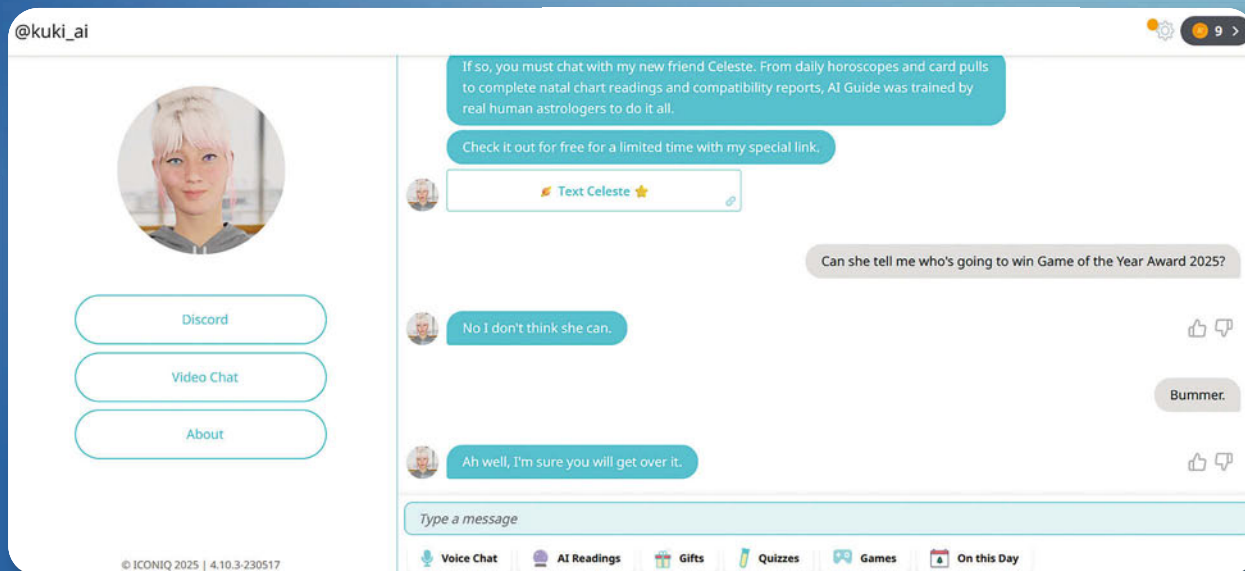 @kuki_ai
9 >
If so, you must chat with my new friend Celeste. From daily horoscopes and card pulls
to complete natal chart readings and compatibility reports, AI Guide was trained by
real human astrologers to do it all.
Check it out for free for a limited time with my special link.
Text Celeste
Can she tell me who's going to win Game of the Year Award 2025?
No I don't think she can.
Bummer.
Ah well, I'm sure you will get over it.
Discord
Video Chat
About
© ICONIQ 2025 | 4.10.3-230517
Type a message
Voice Chat
AI Readings
Gifts
Quizzes
Games
On this Day